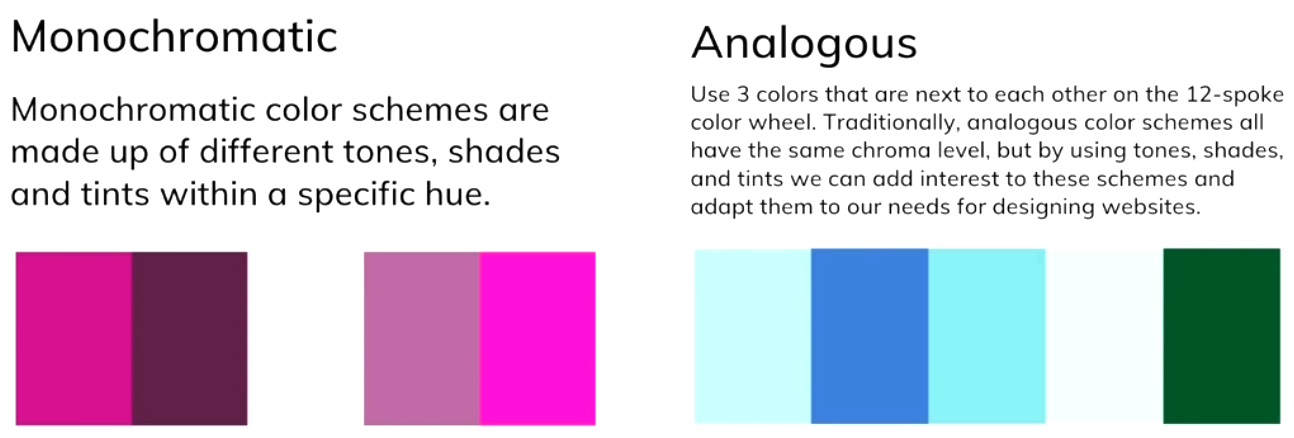 Monochromatic
Monochromatic color schemes are
made up of different tones, shades
and tints within a specific hue.
Analogous
Use 3 colors that are next to each other on the 12-spoke
color wheel. Traditionally, analogous color schemes all
have the same chroma level, but by using tones, shades,
and tints we can add interest to these schemes and
adapt them to our needs for designing websites.